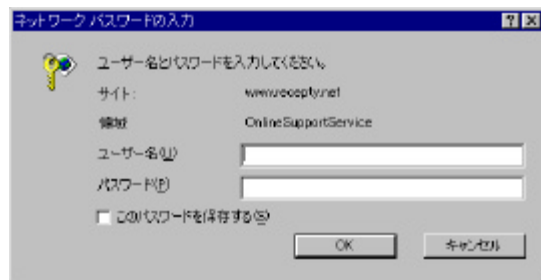 ネットワーク パスワードの入力
ユーザー名とパスワードを入力してください。
サイト: www.recepty.net
領域 OnlineSupportService
ユーザー名(U)
パスワード(P)
このパスワードを保存する(S)
OK キャンセル